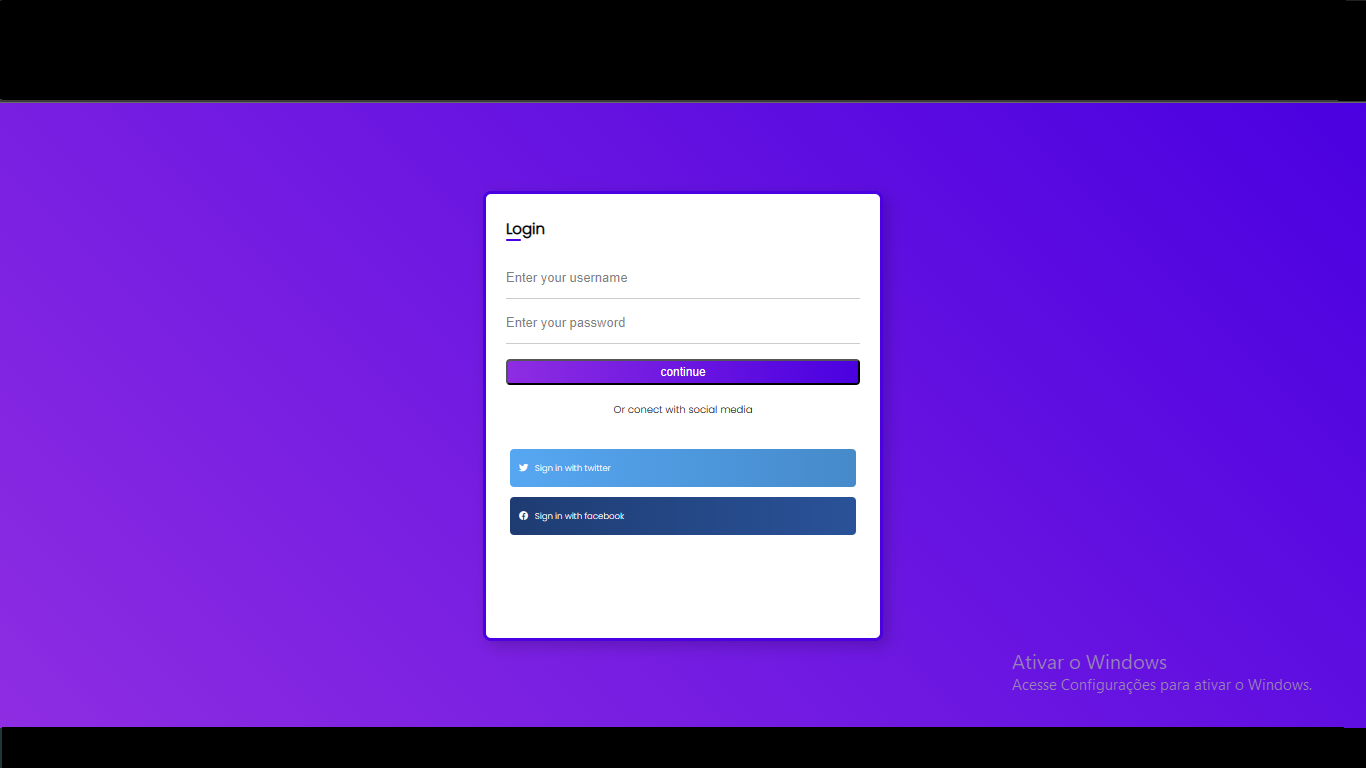 Login
Enter your username
Enter your password
continue
Or conect with social media
Sign in with twitter
Sign in with facebook
Ativar o Windows
Acesse Configurações para ativar o Windows.